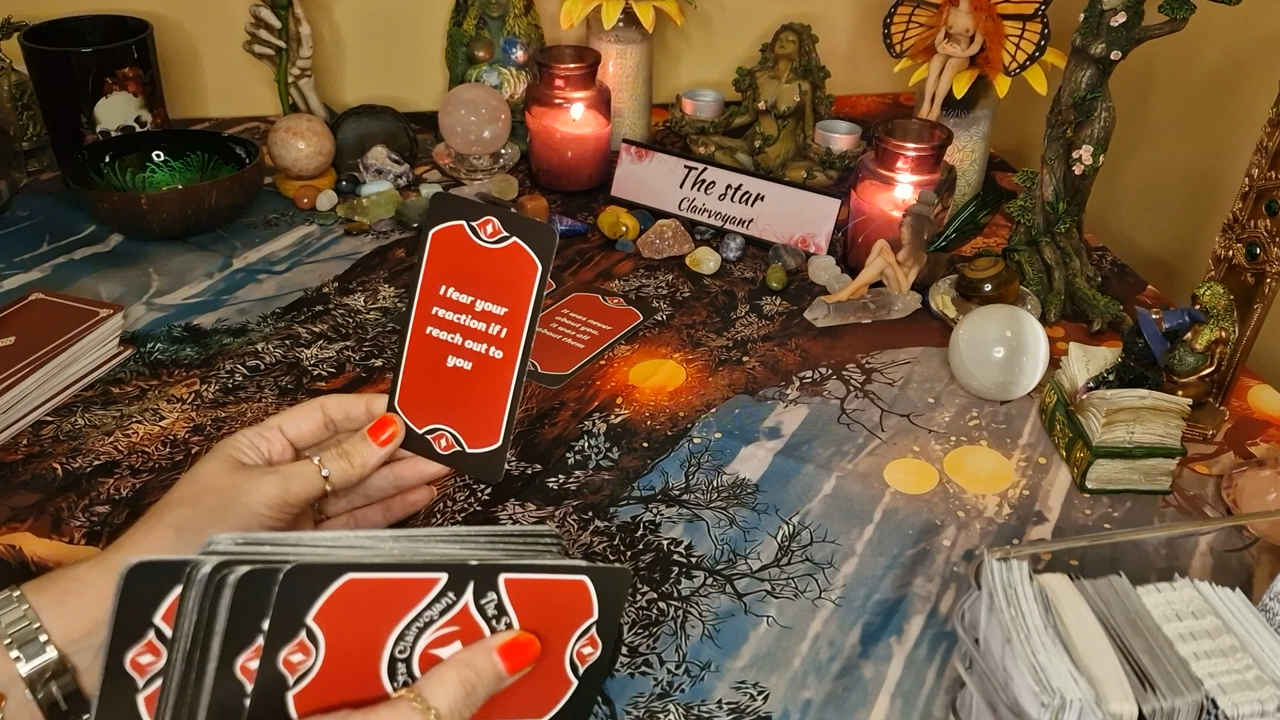 The star
Clairvoyant
I fear your
reaction if I
reach out to
you
It was never
about you,
it was all
about them
Star Clairvoyant
The S